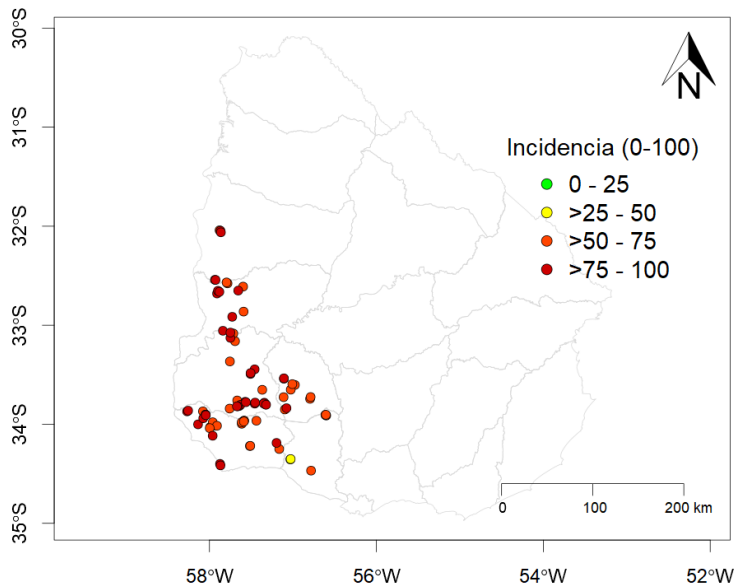 30°S
31°S
32°S
33°S
34°S
35°S
N
Incidencia (0-100)
0 - 25
>25 - 50
>50 - 75
>75 - 100
0 100 200 km
58°W 56°W 54°W 52°W